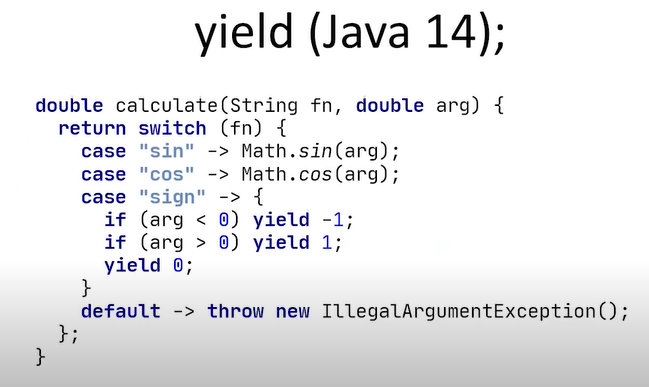 yield (Java 14);
double calculate(String fn, double arg) {
  return switch (fn) {
    case "sin" -> Math.sin(arg);
    case "cos" -> Math.cos(arg);
    case "sign" -> {
      if (arg < 0) yield -1;
      if (arg > 0) yield 1;
      yield 0;
    }
    default -> throw new IllegalArgumentException();
  };
}